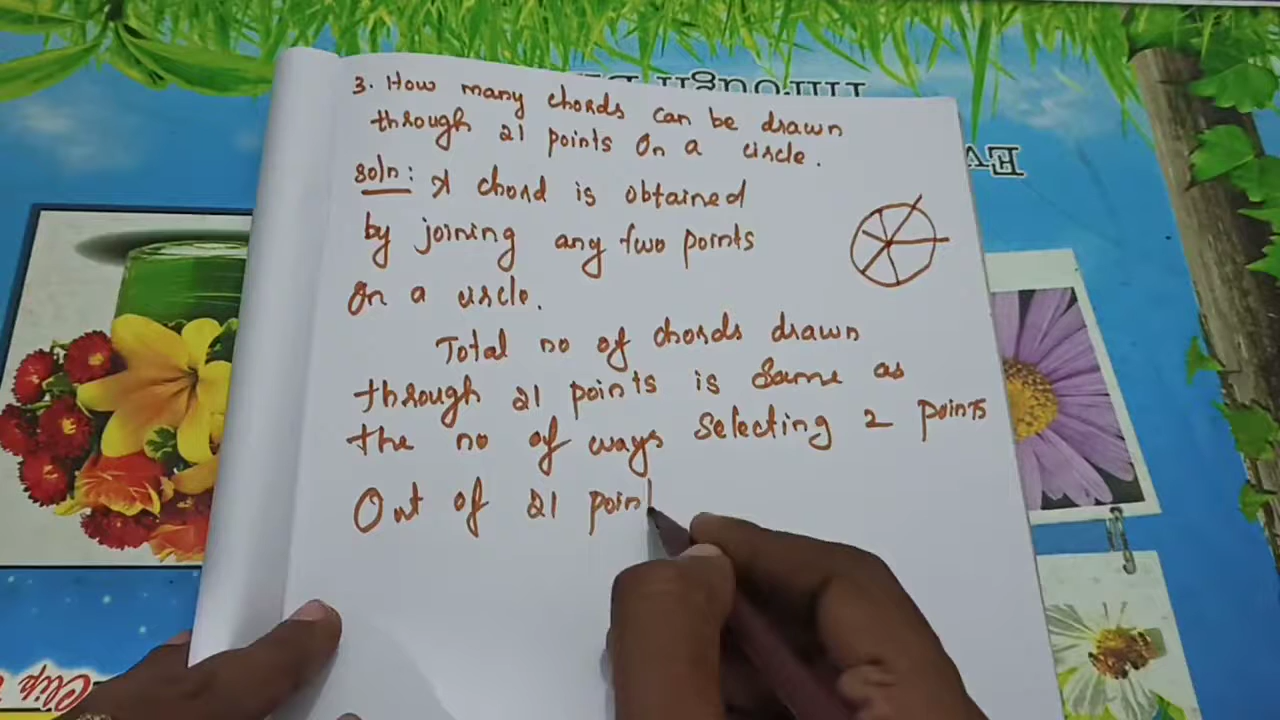 3. How many chords can be drawn
through 21 points on a circle.
Soln: A chord is obtained
by joining any two points
on a circle.
Total no of chords drawn
through 21 points is same as
the no of ways selecting 2 points
Out of 21 point
Clip